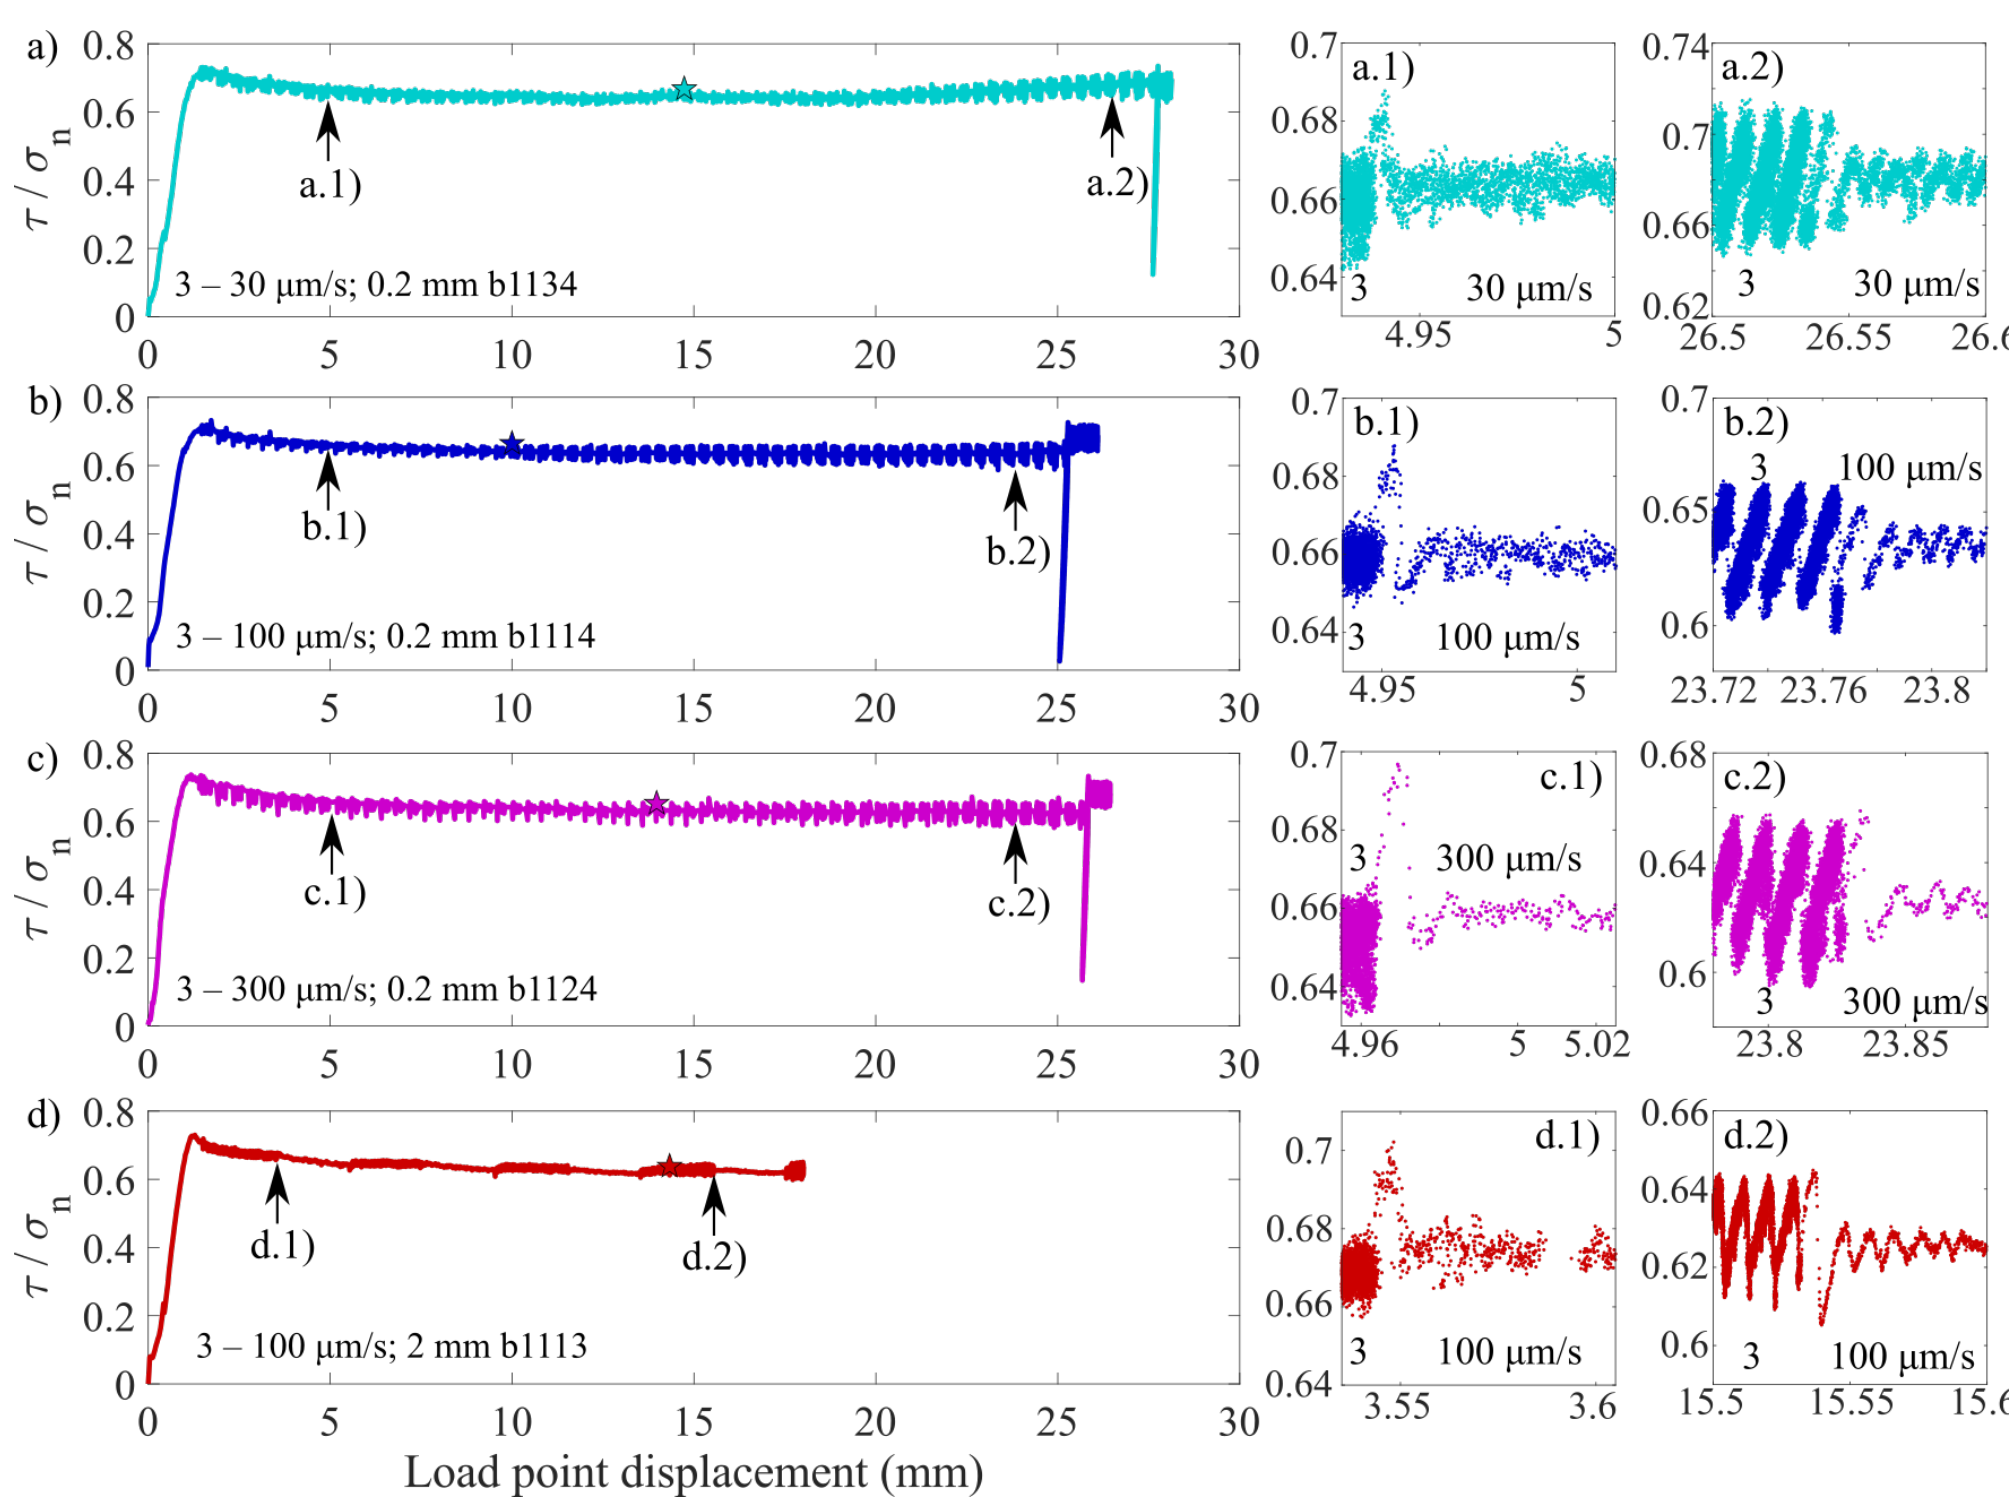 a)
τ / σn
0.8
0.6
0.4
0.2
0
a.1)
a.2)
3 – 30 μm/s; 0.2 mm b1134
0 5 10 15 20 25 30
0.7
0.68
0.66
0.64
a.1)
3 30 μm/s
4.95 5
0.74
0.7
0.66
0.62
a.2)
3 30 μm/s
26.5 26.55 26.6
b)
τ / σn
0.8
0.6
0.4
0.2
0
b.1)
b.2)
3 – 100 μm/s; 0.2 mm b1114
0 5 10 15 20 25 30
0.7
0.68
0.66
0.64
b.1)
3 100 μm/s
4.95 5
0.7
0.65
0.6
b.2)
3 100 μm/s
23.72 23.76 23.8
c)
τ / σn
0.8
0.6
0.4
0.2
0
c.1)
c.2)
3 – 300 μm/s; 0.2 mm b1124
0 5 10 15 20 25 30
0.7
0.68
0.66
0.64
c.1)
3 300 μm/s
4.96 5 5.02
0.68
0.64
0.6
c.2)
3 300 μm/s
23.8 23.85
d)
τ / σn
0.8
0.6
0.4
0.2
0
d.1)
d.2)
3 – 100 μm/s; 2 mm b1113
0 5 10 15 20 25 30
Load point displacement (mm)
0.7
0.68
0.66
0.64
d.1)
3 100 μm/s
3.55 3.6
0.66
0.64
0.62
0.6
d.2)
3 100 μm/s
15.5 15.55 15.6